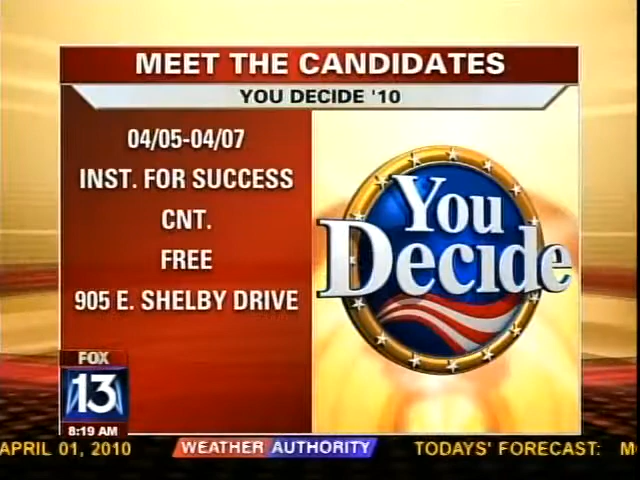 MEET THE CANDIDATES
YOU DECIDE '10
04/05-04/07
INST. FOR SUCCESS
CNT.
FREE
905 E. SHELBY DRIVE
You
Decide
FOX
13
8:19 AM
APRIL 01, 2010 WEATHER AUTHORITY TODAYS' FORECAST: M